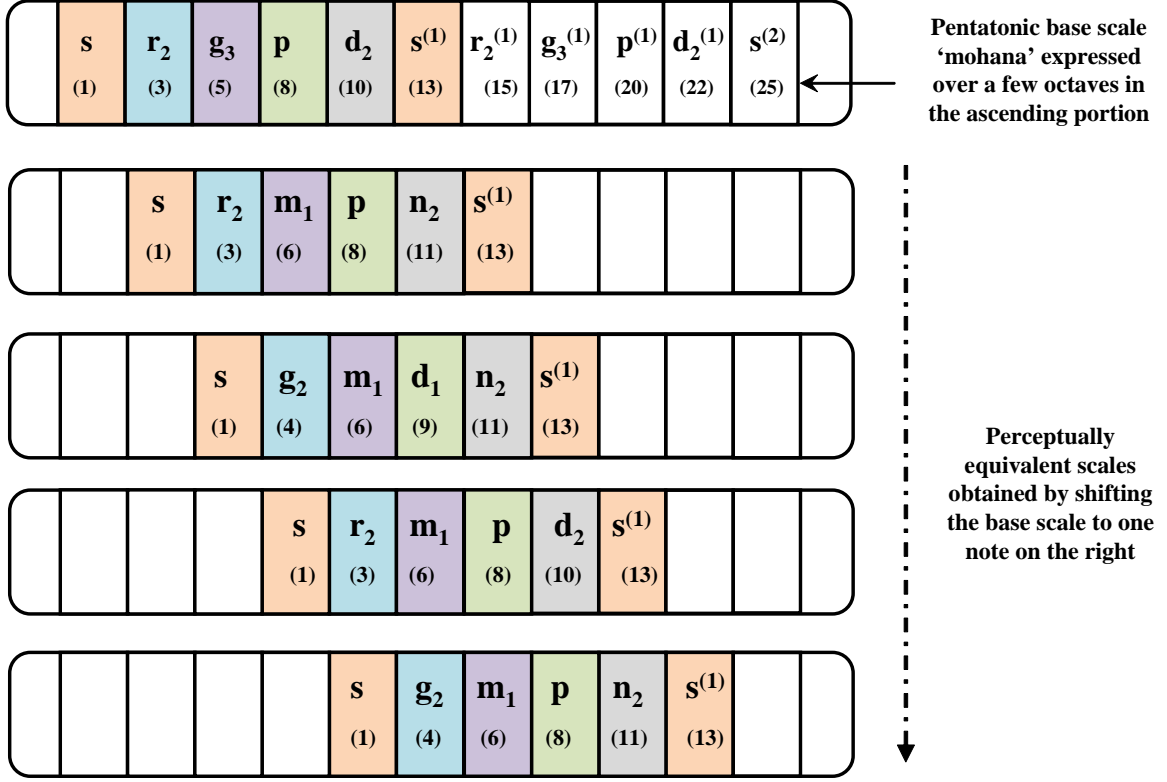 s r₂ g₃ p d₂ s⁽¹⁾ r₂⁽¹⁾ g₃⁽¹⁾ p⁽¹⁾ d₂⁽¹⁾ s⁽²⁾
(1) (3) (5) (8) (10) (13) (15) (17) (20) (22) (25)
Pentatonic base scale
‘mohana’ expressed
over a few octaves in
the ascending portion
s r₂ m₁ p n₂ s⁽¹⁾
(1) (3) (6) (8) (11) (13)
s g₂ m₁ d₁ n₂ s⁽¹⁾
(1) (4) (6) (9) (11) (13)
s r₂ m₁ p d₂ s⁽¹⁾
(1) (3) (6) (8) (10) (13)
s g₂ m₁ p n₂ s⁽¹⁾
(1) (4) (6) (8) (11) (13)
Perceptually
equivalent scales
obtained by shifting
the base scale to one
note on the right